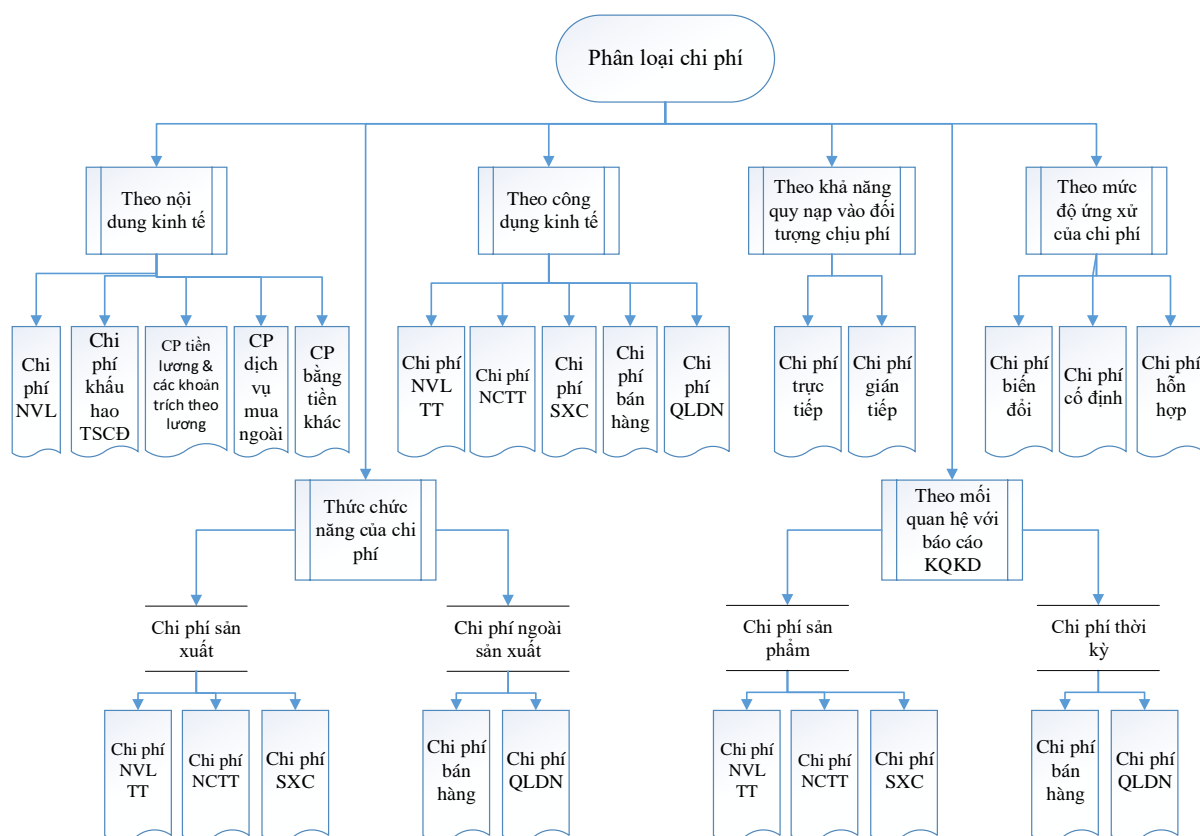 Phân loại chi phí
Theo nội
dung kinh tế
Theo công
dụng kinh tế
Theo khả năng
quy nạp vào đối
tượng chịu phí
Theo mức
độ ứng xử
của chi phí
Chi
phí
NVL
Chi
phí
khấu
hao
TSCĐ
CP tiền
lương &
các khoản
trích theo
lương
CP
dịch
vụ
mua
ngoài
CP
bằng
tiền
khác
Chi phí
NVL
TT
Chi phí
NCTT
Chi
phí
SXC
Chi
phí
bán
hàng
Chi
phí
QLDN
Chi phí
trực
tiếp
Chi phí
gián
tiếp
Chi phí
biến
đổi
Chi phí
cố định
Chi phí
hỗn
hợp
Thức chức
năng của chi
phí
Theo mối
quan hệ với
báo cáo
KQKD
Chi phí sản
xuất
Chi phí ngoài
sản xuất
Chi phí sản
phẩm
Chi phí thời
kỳ
Chi phí
NVL
TT
Chi phí
NCTT
Chi phí
SXC
Chi phí
bán
hàng
Chi phí
QLDN
Chi phí
NVL
TT
Chi phí
NCTT
Chi phí
SXC
Chi phí
bán
hàng
Chi phí
QLDN